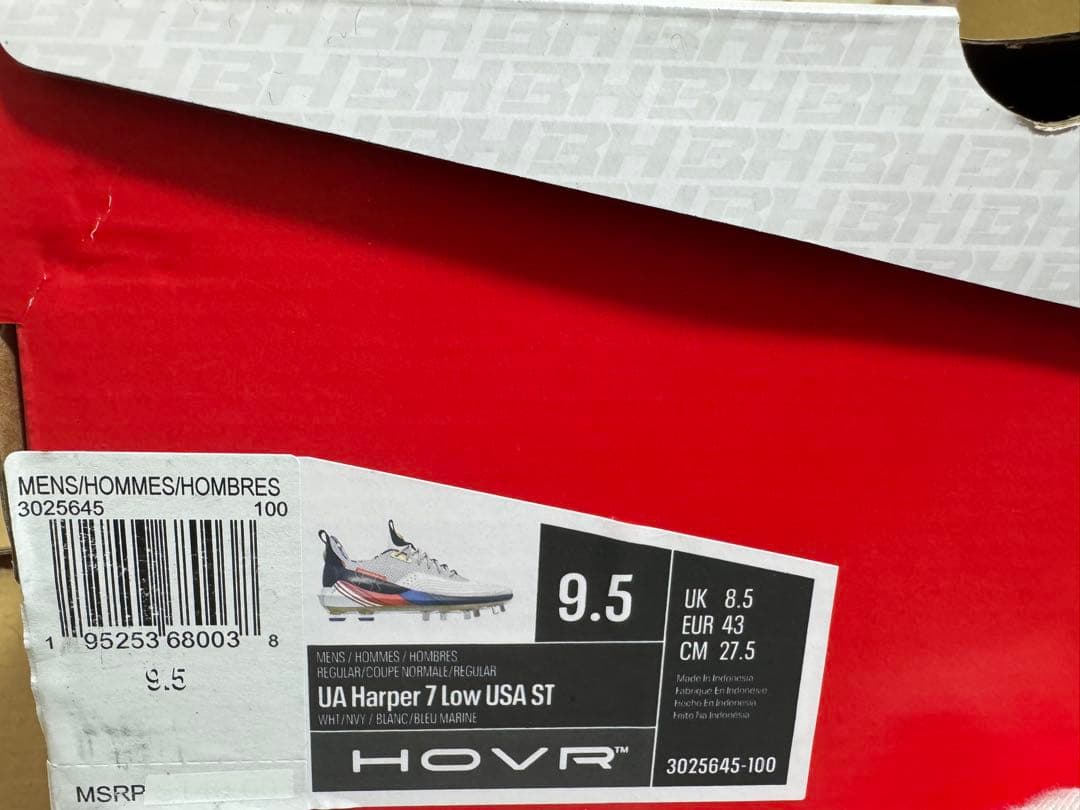 BHBHBHBH
MENS/HOMMES/HOMBRES
3025645 100
1 95253 68003 8
9.5
MSRP
9.5
UK 8.5
EUR 43
CM 27.5
Made In Indonesia
Fabriqué En Indonésie
Hecho En Indonesia
Feito Na Indonésia
MENS / HOMMES / HOMBRES
REGULAR/COUPE NORMALE/REGULAR
UA Harper 7 Low USA ST
WHT/NVY / BLANC/BLEU MARINE
HOVR™
3025645-100